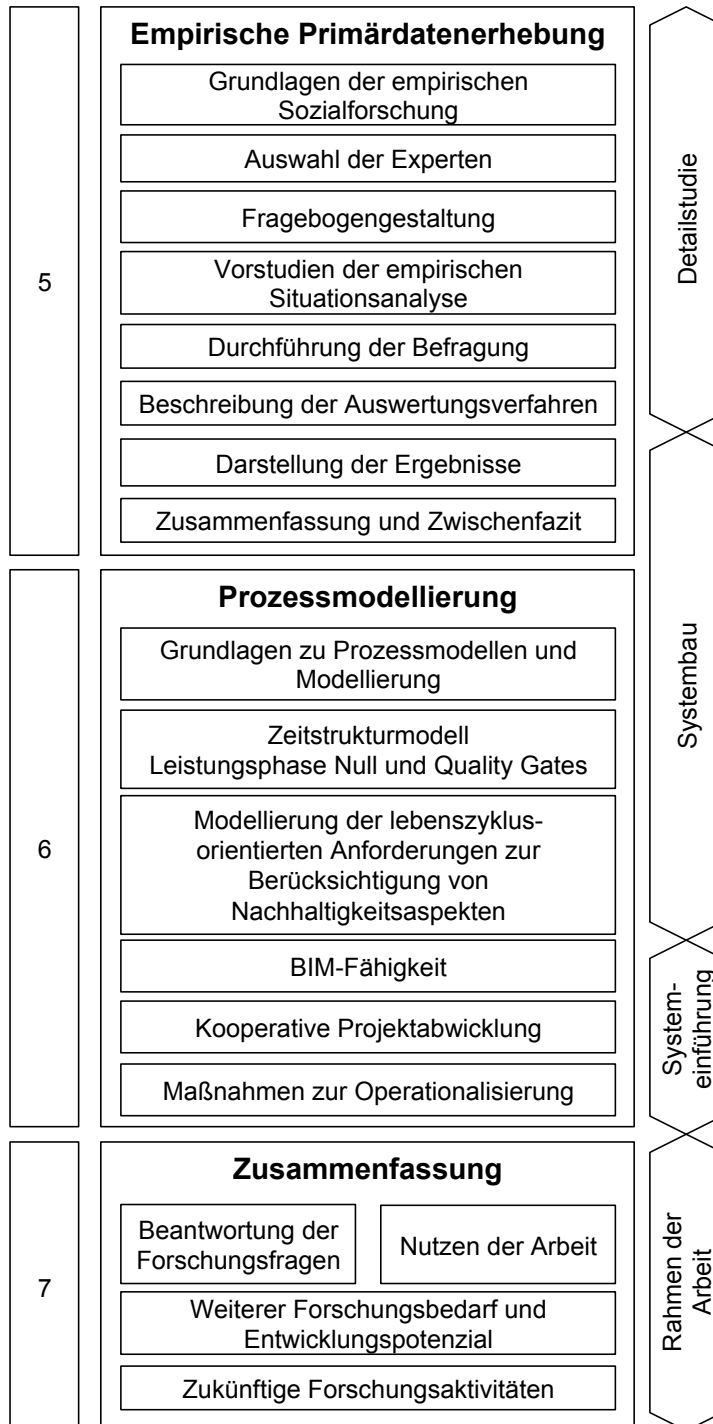 5
Empirische Primärdatenerhebung
Grundlagen der empirischen
Sozialforschung
Auswahl der Experten
Fragebogengestaltung
Vorstudien der empirischen
Situationsanalyse
Durchführung der Befragung
Beschreibung der Auswertungsverfahren
Darstellung der Ergebnisse
Zusammenfassung und Zwischenfazit
Detailstudie
6
Prozessmodellierung
Grundlagen zu Prozessmodellen und
Modellierung
Zeitstrukturmodell
Leistungsphase Null und Quality Gates
Modellierung der lebenszyklus-
orientierten Anforderungen zur
Berücksichtigung von
Nachhaltigkeitsaspekten
BIM-Fähigkeit
Kooperative Projektabwicklung
Maßnahmen zur Operationalisierung
Systembau
System-
einführung
7
Zusammenfassung
Beantwortung der
Forschungsfragen
Nutzen der Arbeit
Weiterer Forschungsbedarf und
Entwicklungspotenzial
Zukünftige Forschungsaktivitäten
Rahmen der
Arbeit